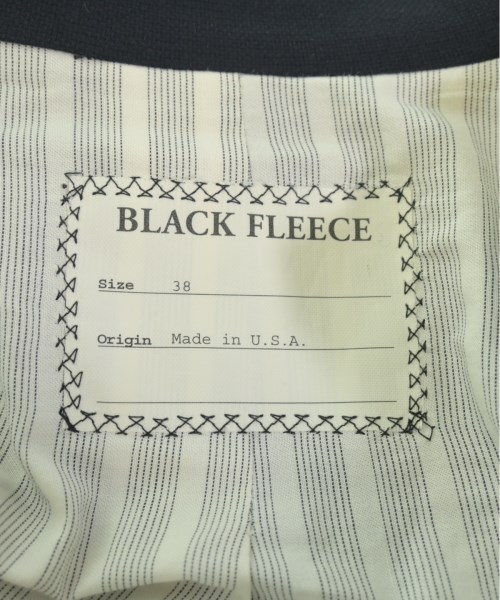 BLACK FLEECE
Size 38
Origin Made in U.S.A.